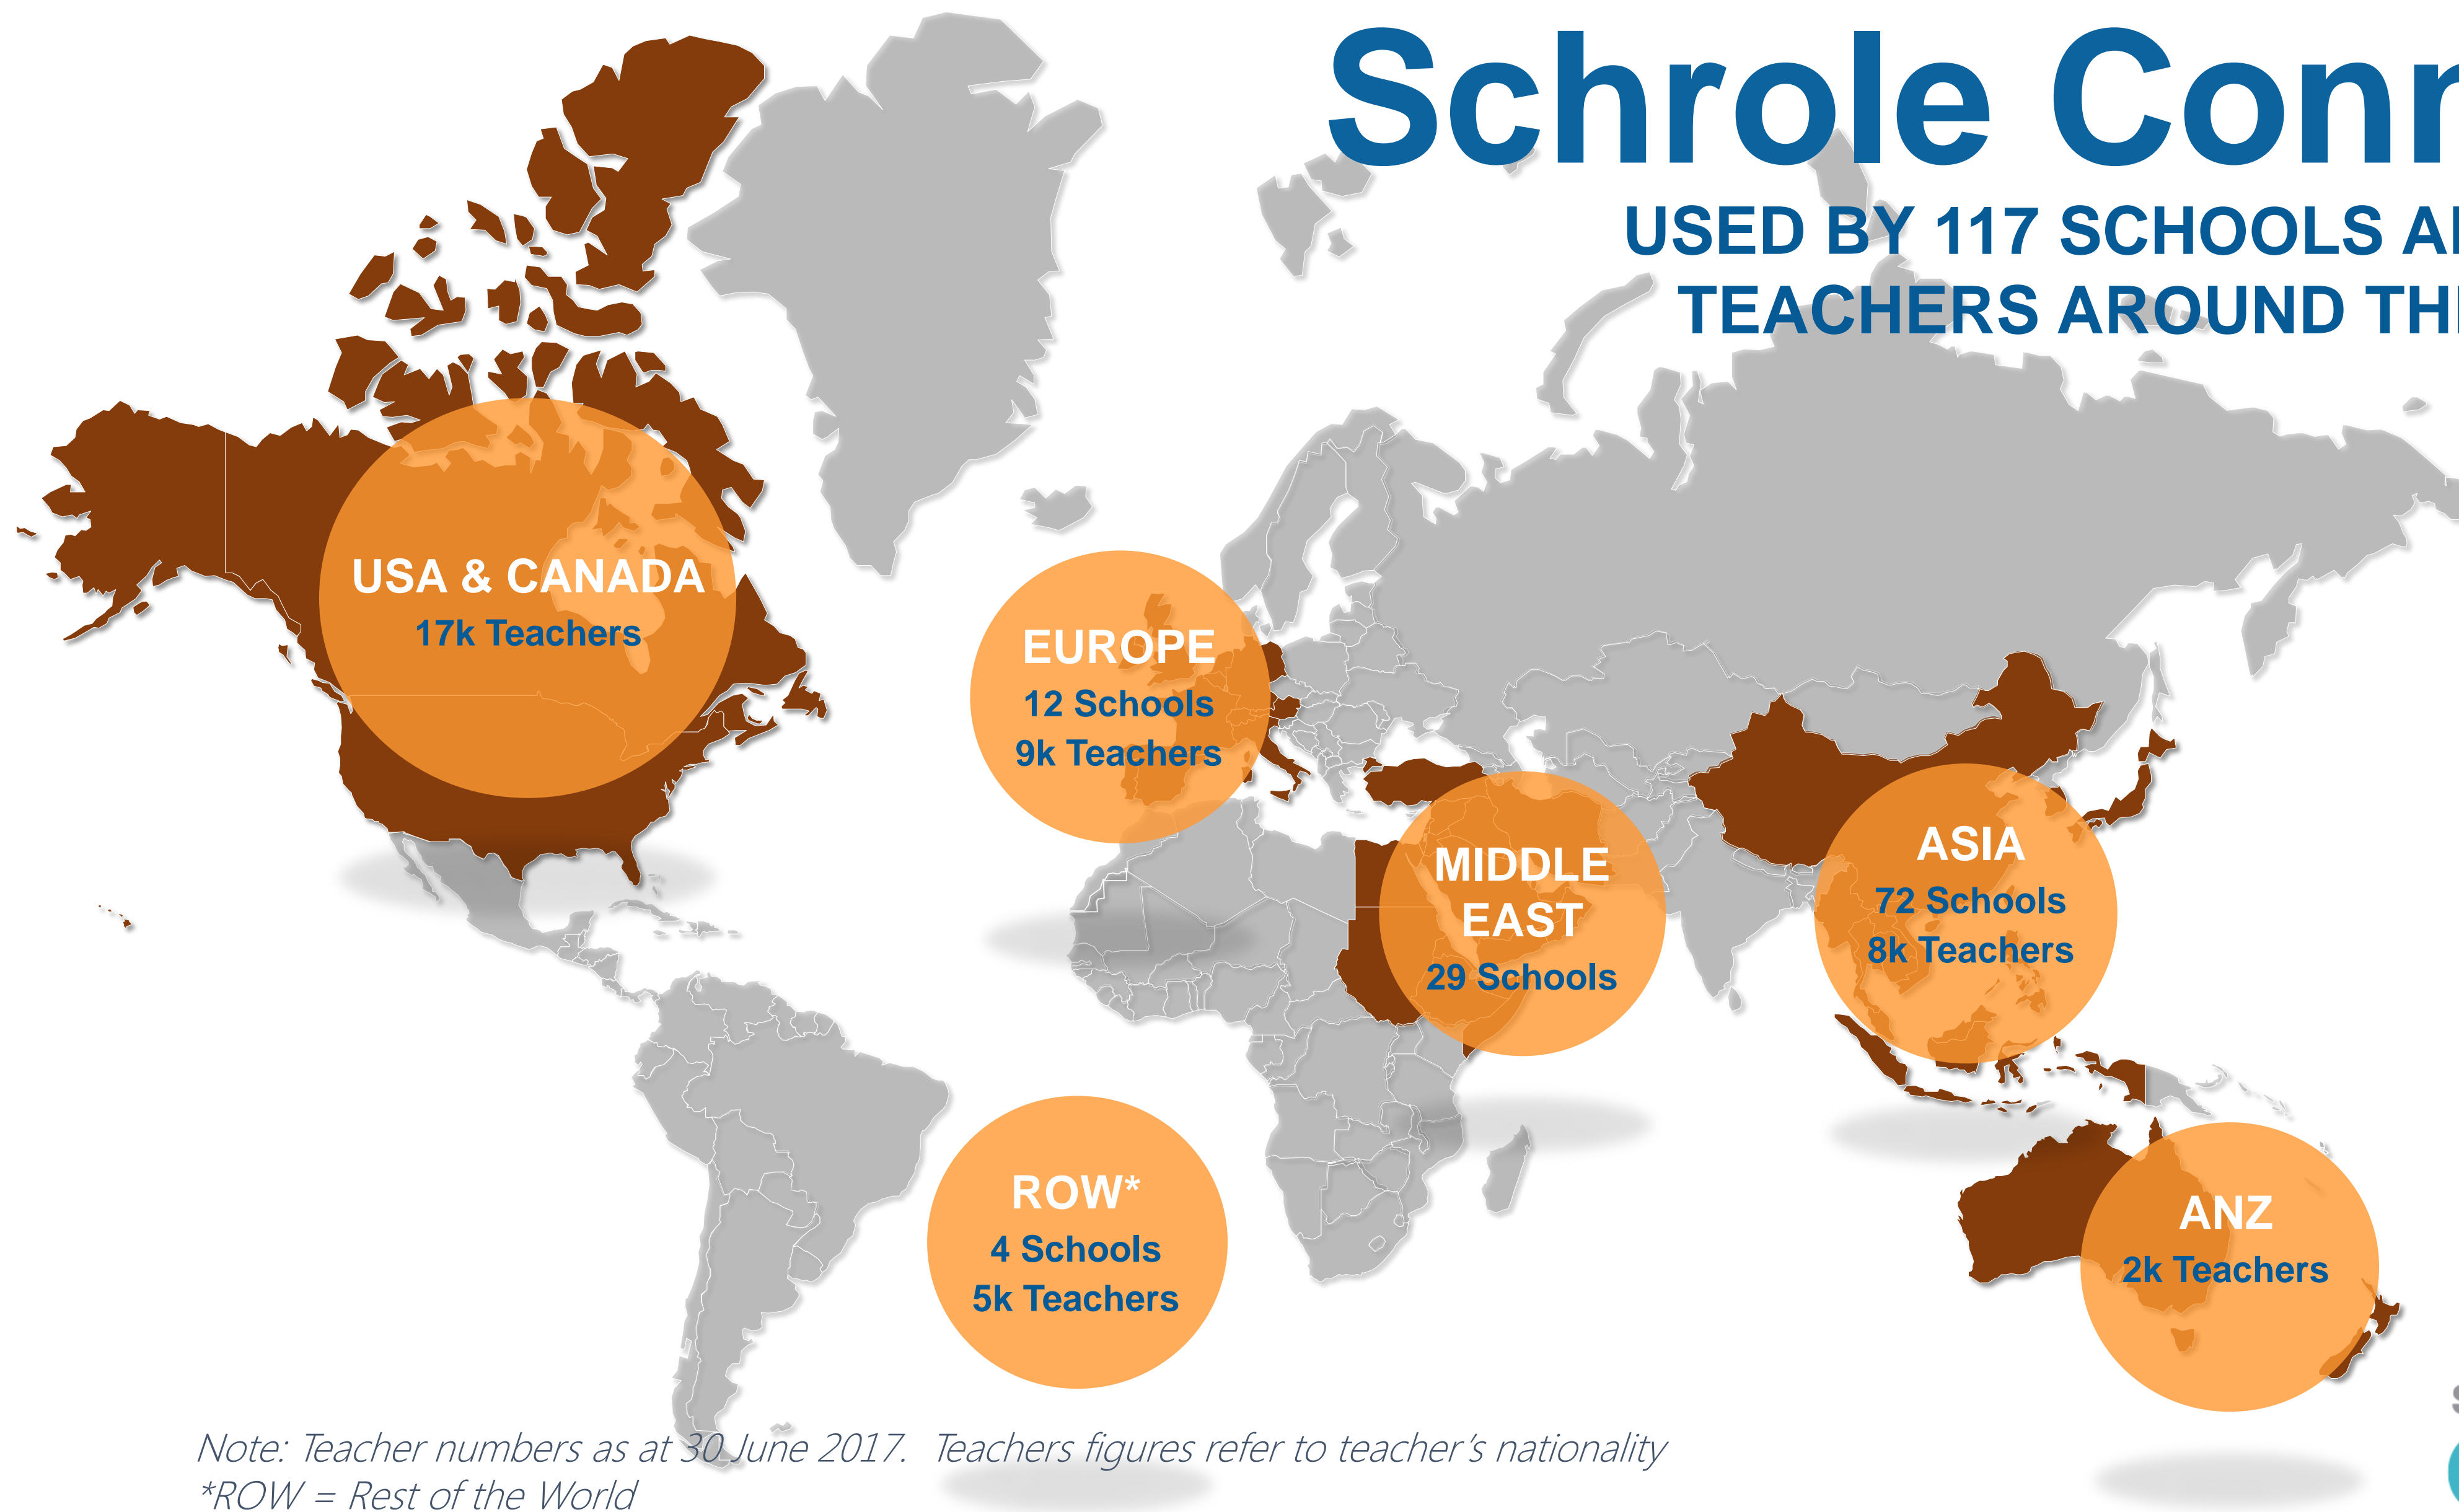 Schrole Conn
USED BY 117 SCHOOLS
TEACHERS AROUND
USA & CANADA
17k Teachers
EUROPE
12 Schools
9k Teachers
MIDDLE
EAST
29 Schools
ASIA
72 Schools
8k Teachers
ROW*
4 Schools
5k Teachers
ANZ
2k Teachers
Note: Teacher numbers as at 30 June 2017. Teachers figures refer to teacher's nationality
*ROW = Rest of the World